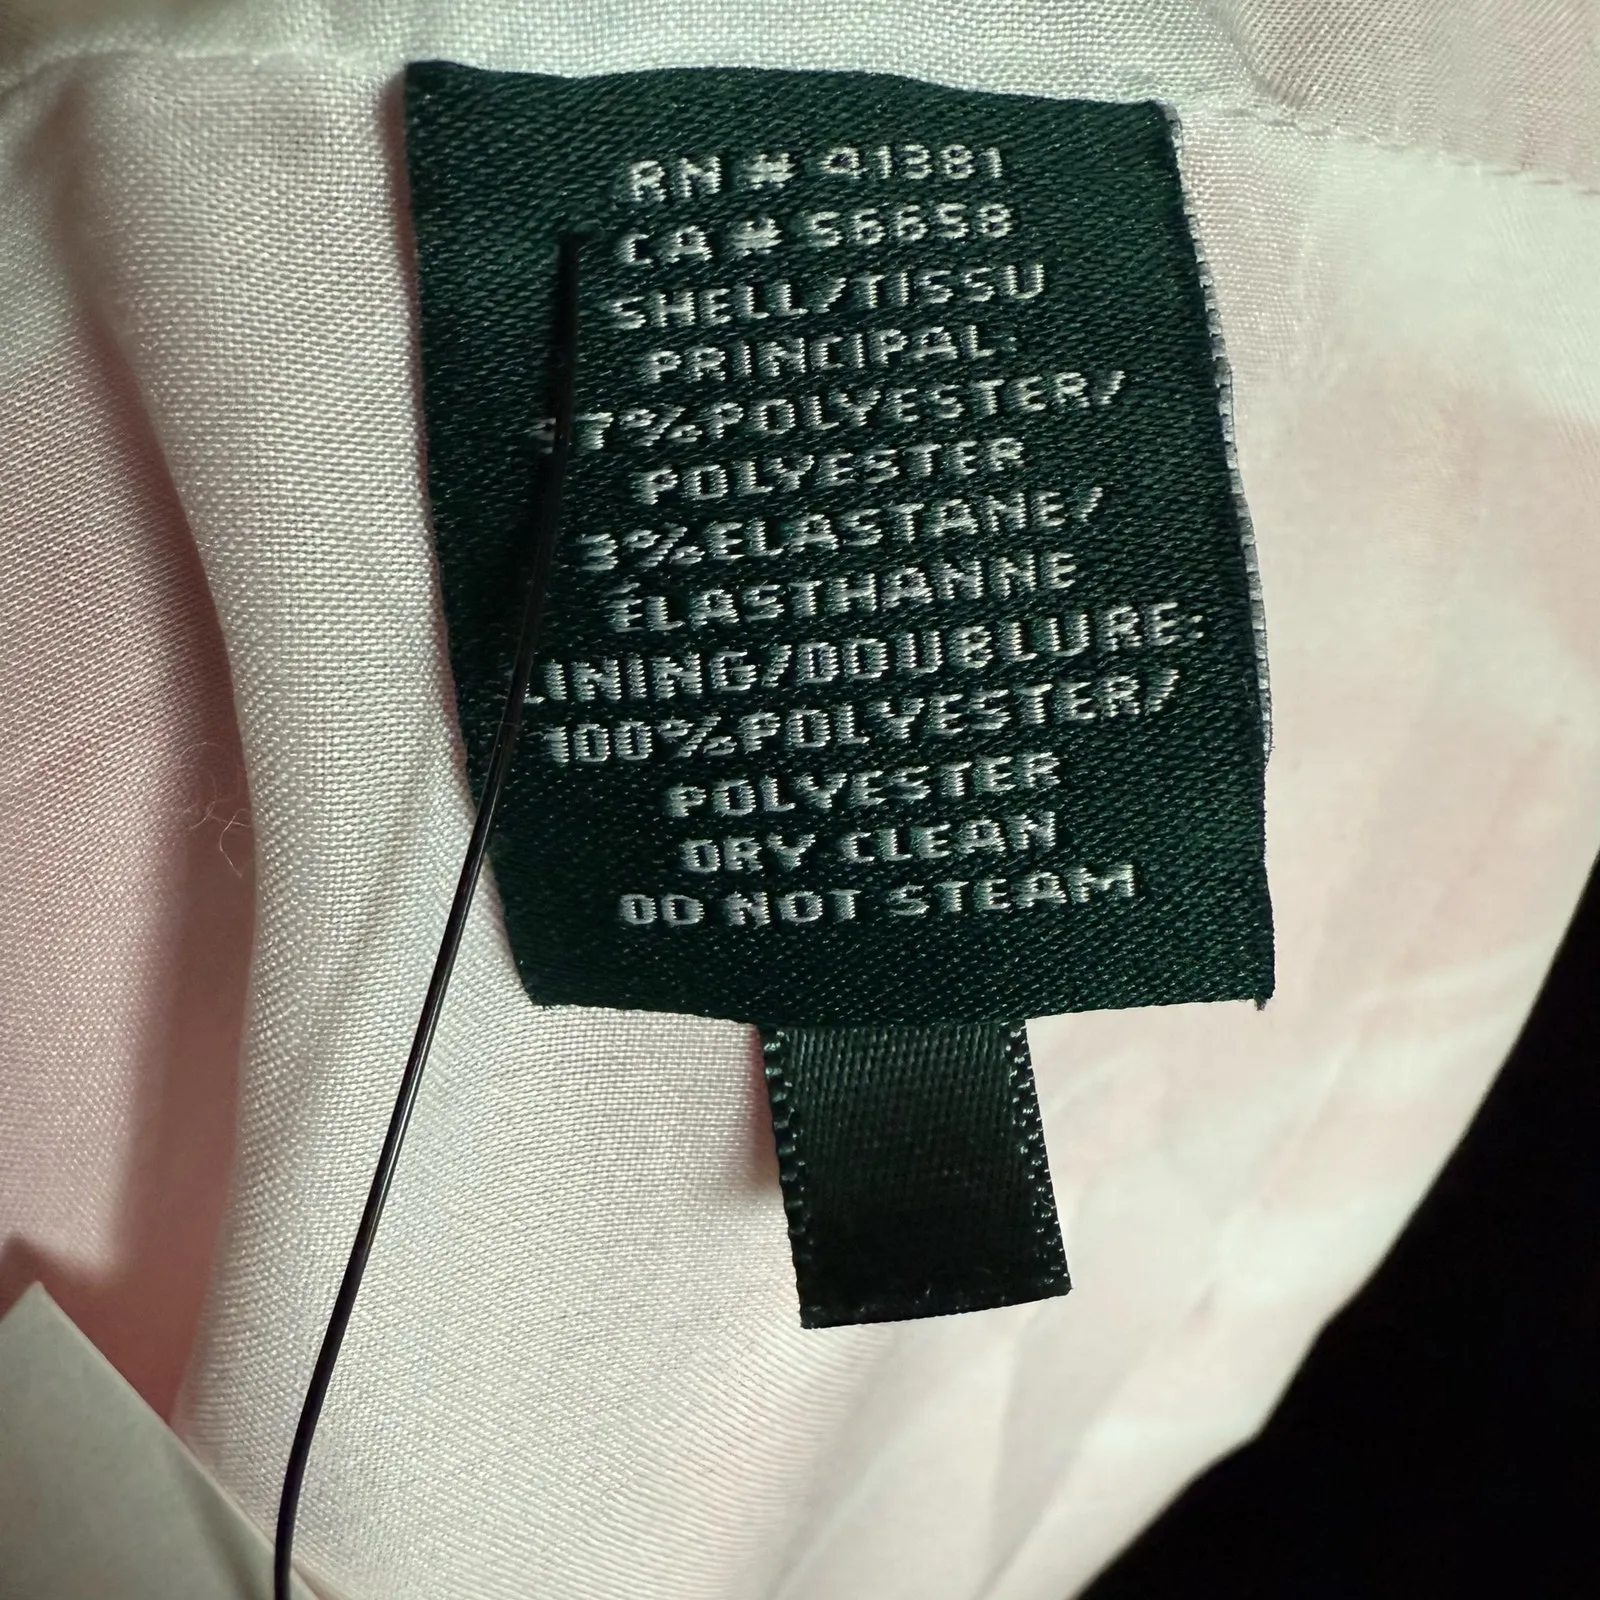 RN # 41381
CA # 56658
SHELL/TISSU
PRINCIPAL:
97%POLYESTER/
POLYESTER
3%ELASTANE/
ÉLASTHANNE
LINING/DOUBLURE:
100%POLYESTER/
POLYESTER
DRY CLEAN
DO NOT STEAM